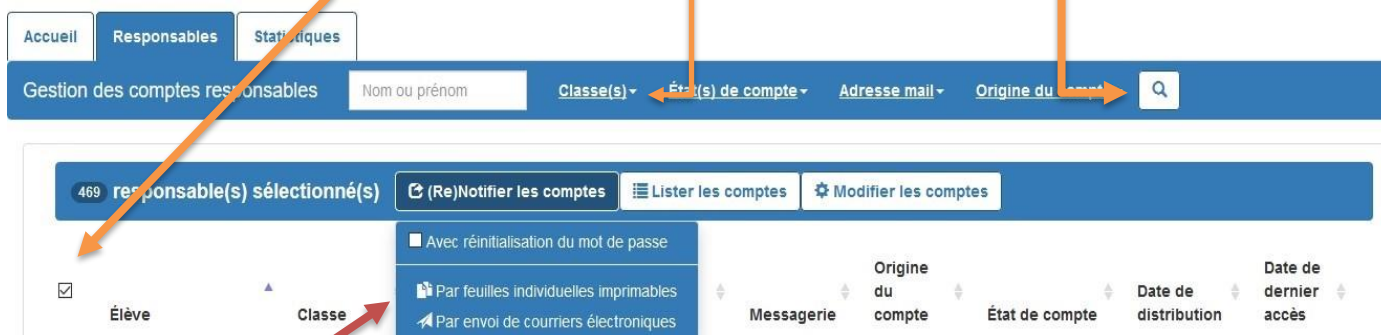 Accueil Responsables Statistiques
Gestion des comptes responsables Nom ou prénom Classe(s) État(s) de compte Adresse mail Origine du compte
469 responsable(s) sélectionné(s) (Re)Notifier les comptes Lister les comptes Modifier les comptes
Avec réinitialisation du mot de passe
Par feuilles individuelles imprimables
Par envoi de courriers électroniques
Élève Classe Messagerie Origine du compte État de compte Date de distribution Date de dernier accès